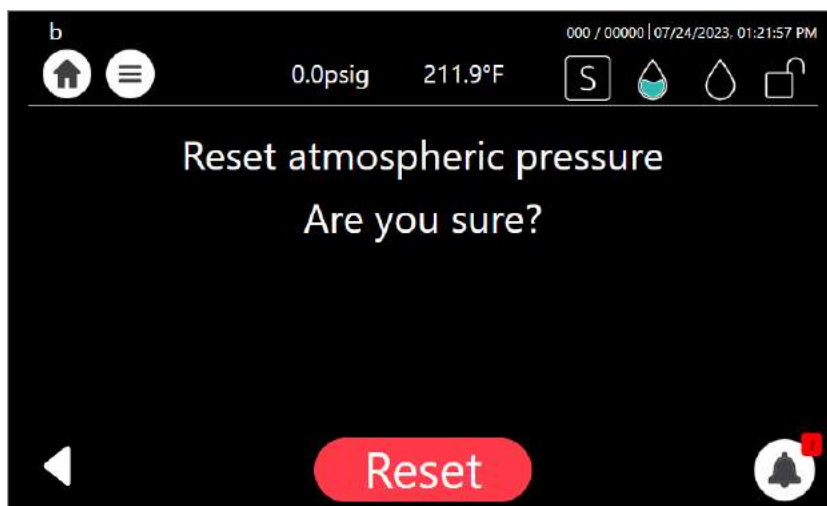 b
000 / 00000 | 07/24/2023, 01:21:57 PM
0.0psig 211.9°F S
Reset atmospheric pressure
Are you sure?
Reset